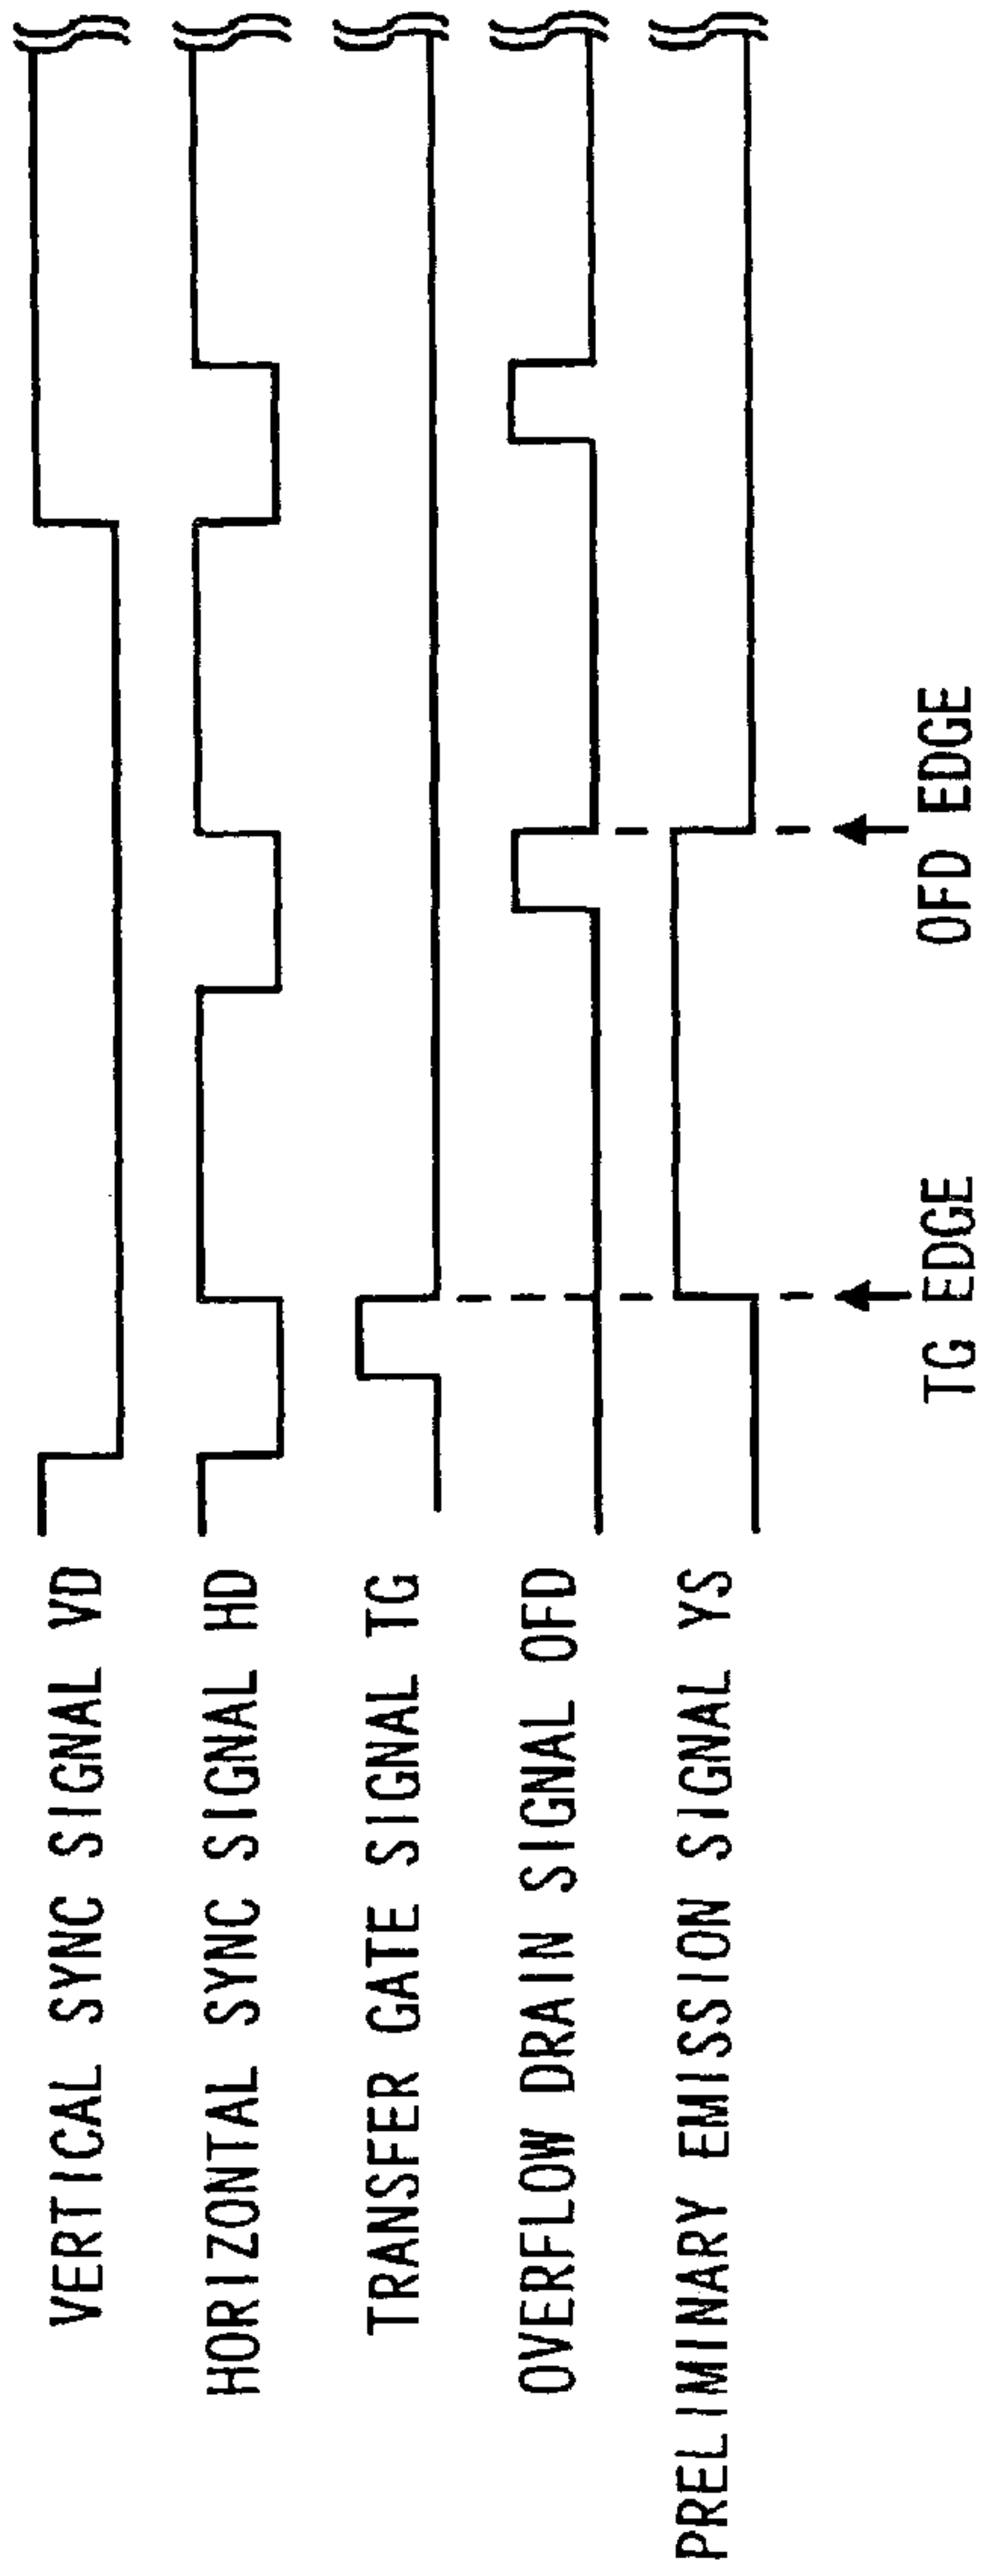 VERTICAL SYNC SIGNAL VD
HORIZONTAL SYNC SIGNAL HD
TRANSFER GATE SIGNAL TG
OVERFLOW DRAIN SIGNAL OFD
PRELIMINARY EMISSION SIGNAL YS
TG EDGE
OFD EDGE